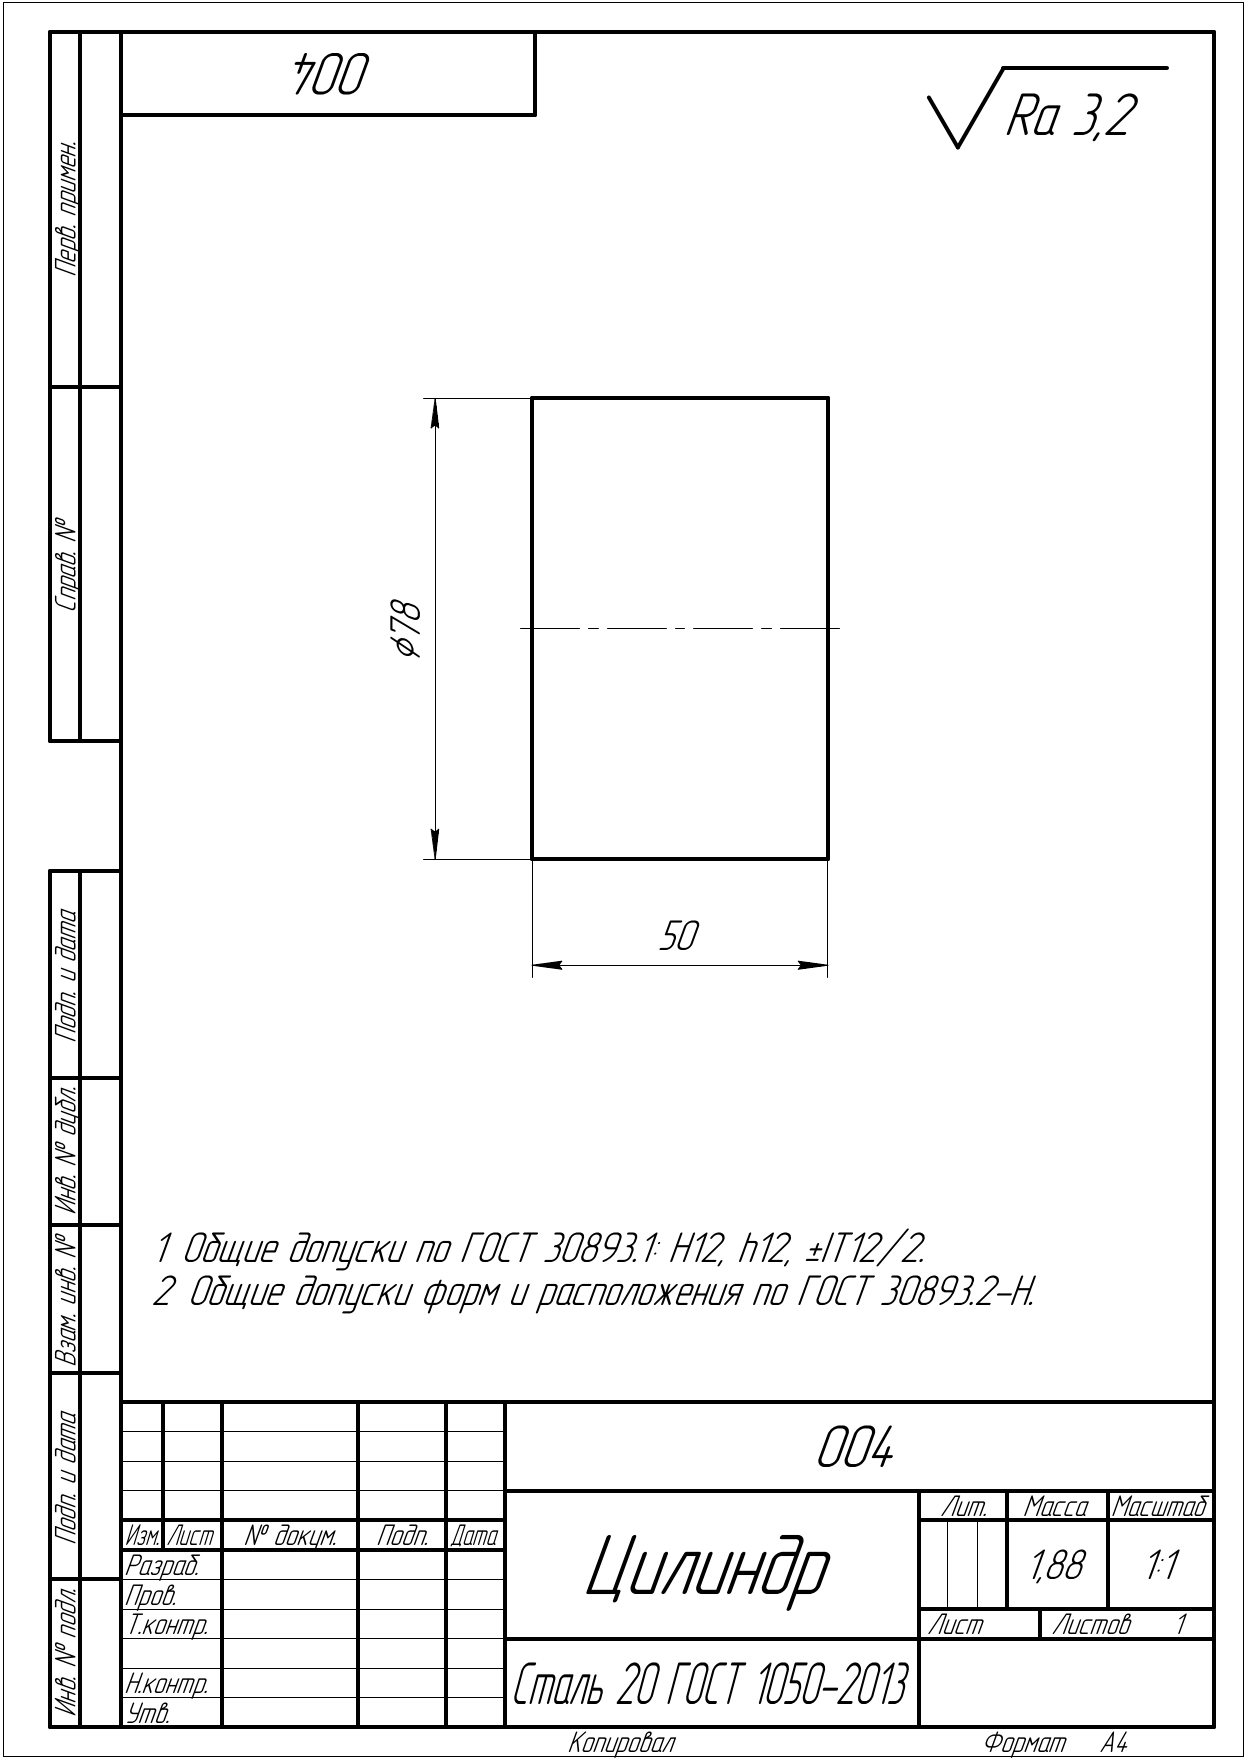 004
√ Ra 3,2
Перв. примен.
Справ. №
Подп. и дата
Инв. № дубл.
Взам. инв. №
Подп. и дата
Инв. № подл.
⌀78
50
1 Общие допуски по ГОСТ 30893.1: H12, h12, ±IT12/2.
2 Общие допуски форм и расположения по ГОСТ 30893.2-Н.
004
Изм. Лист № докум. Подп. Дата
Разраб.
Пров.
Т.контр.
Н.контр.
Утв.
Цилиндр
Лит. Масса Масштаб
1,88 1:1
Лист Листов 1
Сталь 20 ГОСТ 1050-2013
Копировал Формат А4